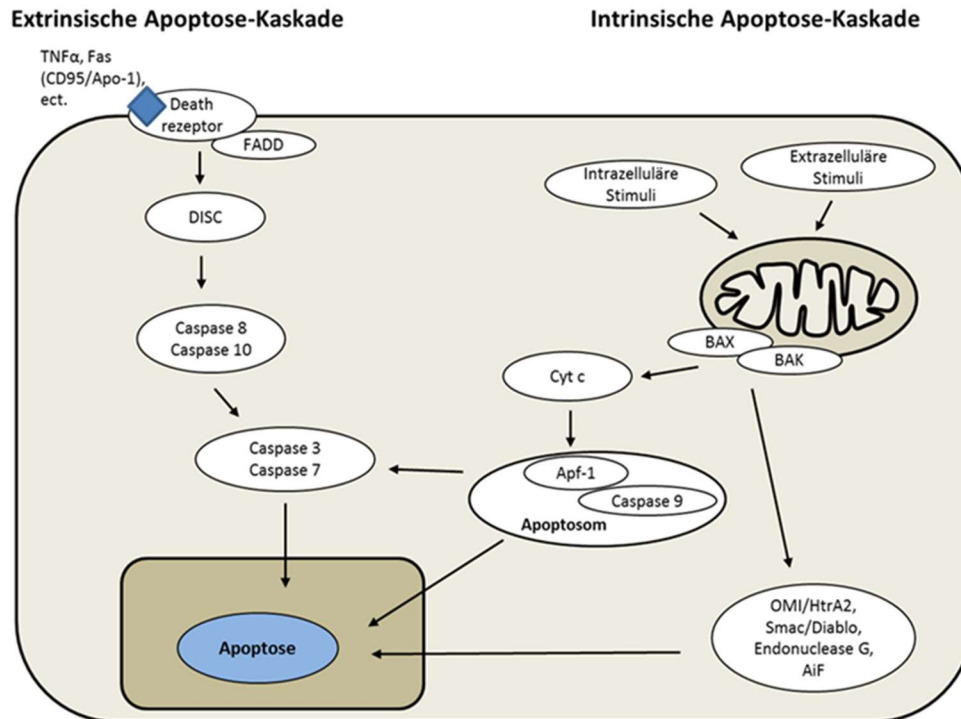 Extrinsische Apoptose-Kaskade
Intrinsische Apoptose-Kaskade
TNFα, Fas
(CD95/Apo-1),
ect.
Death
rezeptor
FADD
DISC
Caspase 8
Caspase 10
Caspase 3
Caspase 7
Intrazelluläre
Stimuli
Extrazelluläre
Stimuli
BAX
BAK
Cyt c
Apf-1
Caspase 9
Apoptosom
OMI/HtrA2,
Smac/Diablo,
Endonuclease G,
AiF
Apoptose